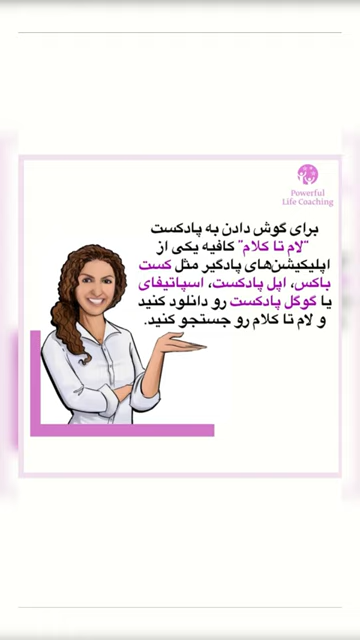 Powerful
Life Coaching
برای گوش دادن به پادکست
"لام تا کلام" کافیه یکی از
اپلیکیشن‌های پادگیر مثل کست
باکس، اپل پادکست، اسپاتیفای
یا گوگل پادکست رو دانلود کنید
و لام تا کلام رو جستجو کنید.